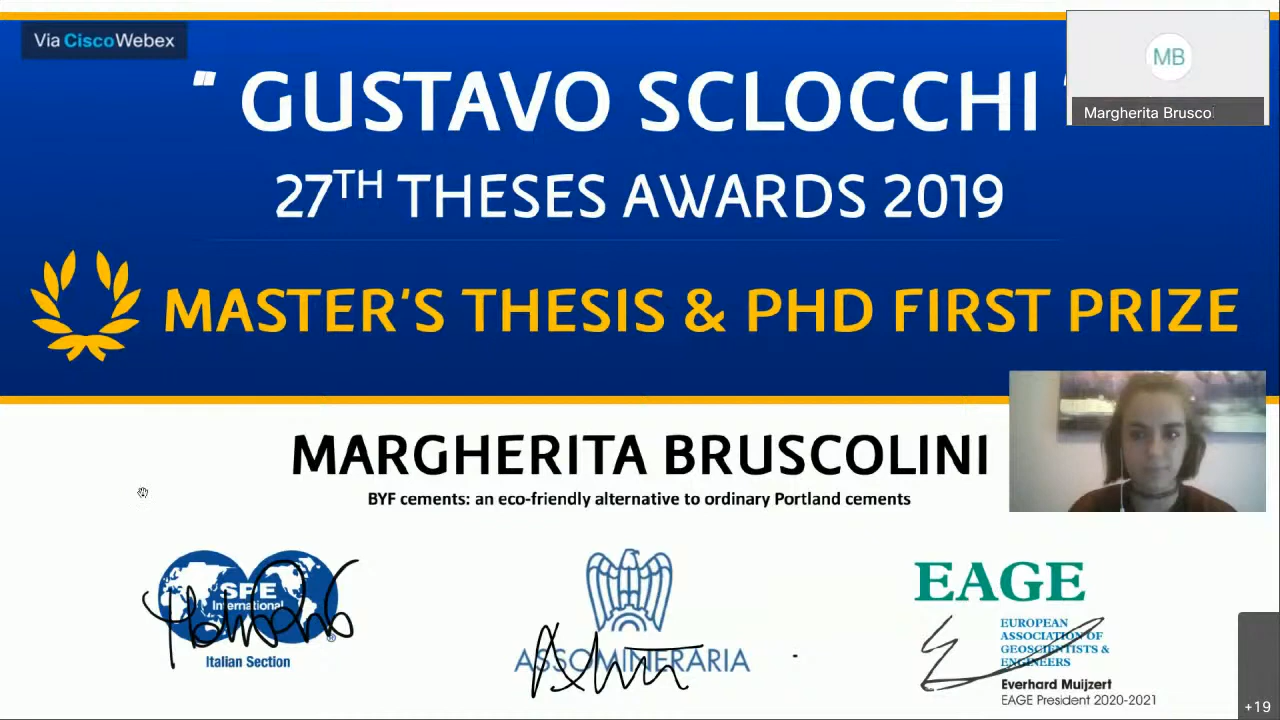 Via CiscoWebex
MB
Margherita Brusco
" GUSTAVO SCLOCCHI "
27TH THESES AWARDS 2019
MASTER'S THESIS & PHD FIRST PRIZE
MARGHERITA BRUSCOLINI
BYF cements: an eco-friendly alternative to ordinary Portland cements
SPE
International
®
Italian Section
ASSOMINERARIA
EAGE
EUROPEAN
ASSOCIATION OF
GEOSCIENTISTS &
ENGINEERS
Everhard Muijzert
EAGE President 2020-2021
+19